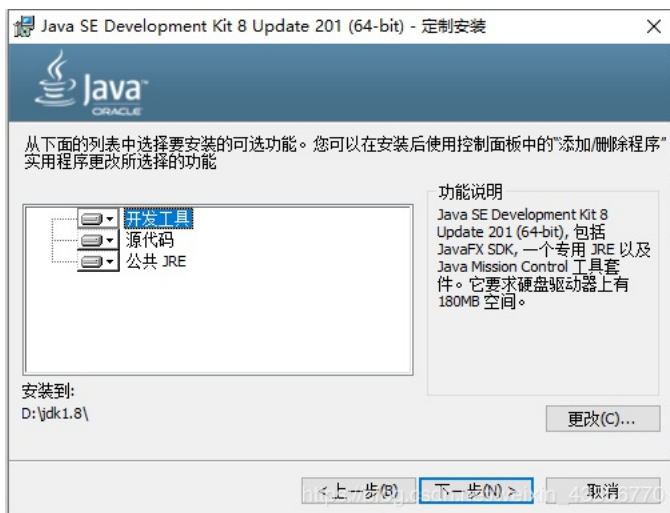 Java SE Development Kit 8 Update 201 (64-bit) - 定制安装
Java
ORACLE
从下面的列表中选择要安装的可选功能。您可以在安装后使用控制面板中的“添加/删除程序”
实用程序更改所选择的功能
开发工具
源代码
公共 JRE
功能说明
Java SE Development Kit 8
Update 201 (64-bit), 包括
JavaFX SDK, 一个专用 JRE 以及
Java Mission Control 工具套
件。它要求硬盘驱动器上有
180MB 空间。
安装到:
D:\jdk1.8\
更改(C)...
< 上一步(B)
下一步(N) >
取消